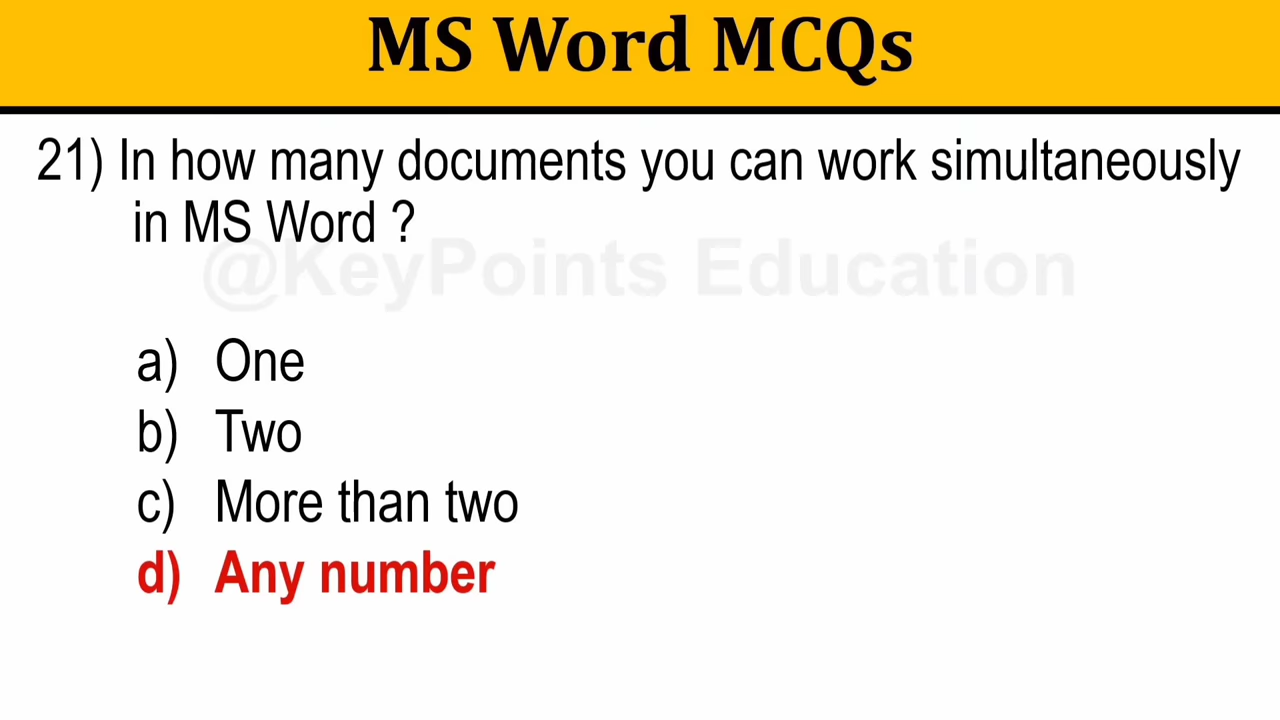 MS Word MCQs
21) In how many documents you can work simultaneously
in MS Word ?
@KeyPoints Education
a) One
b) Two
c) More than two
d) Any number